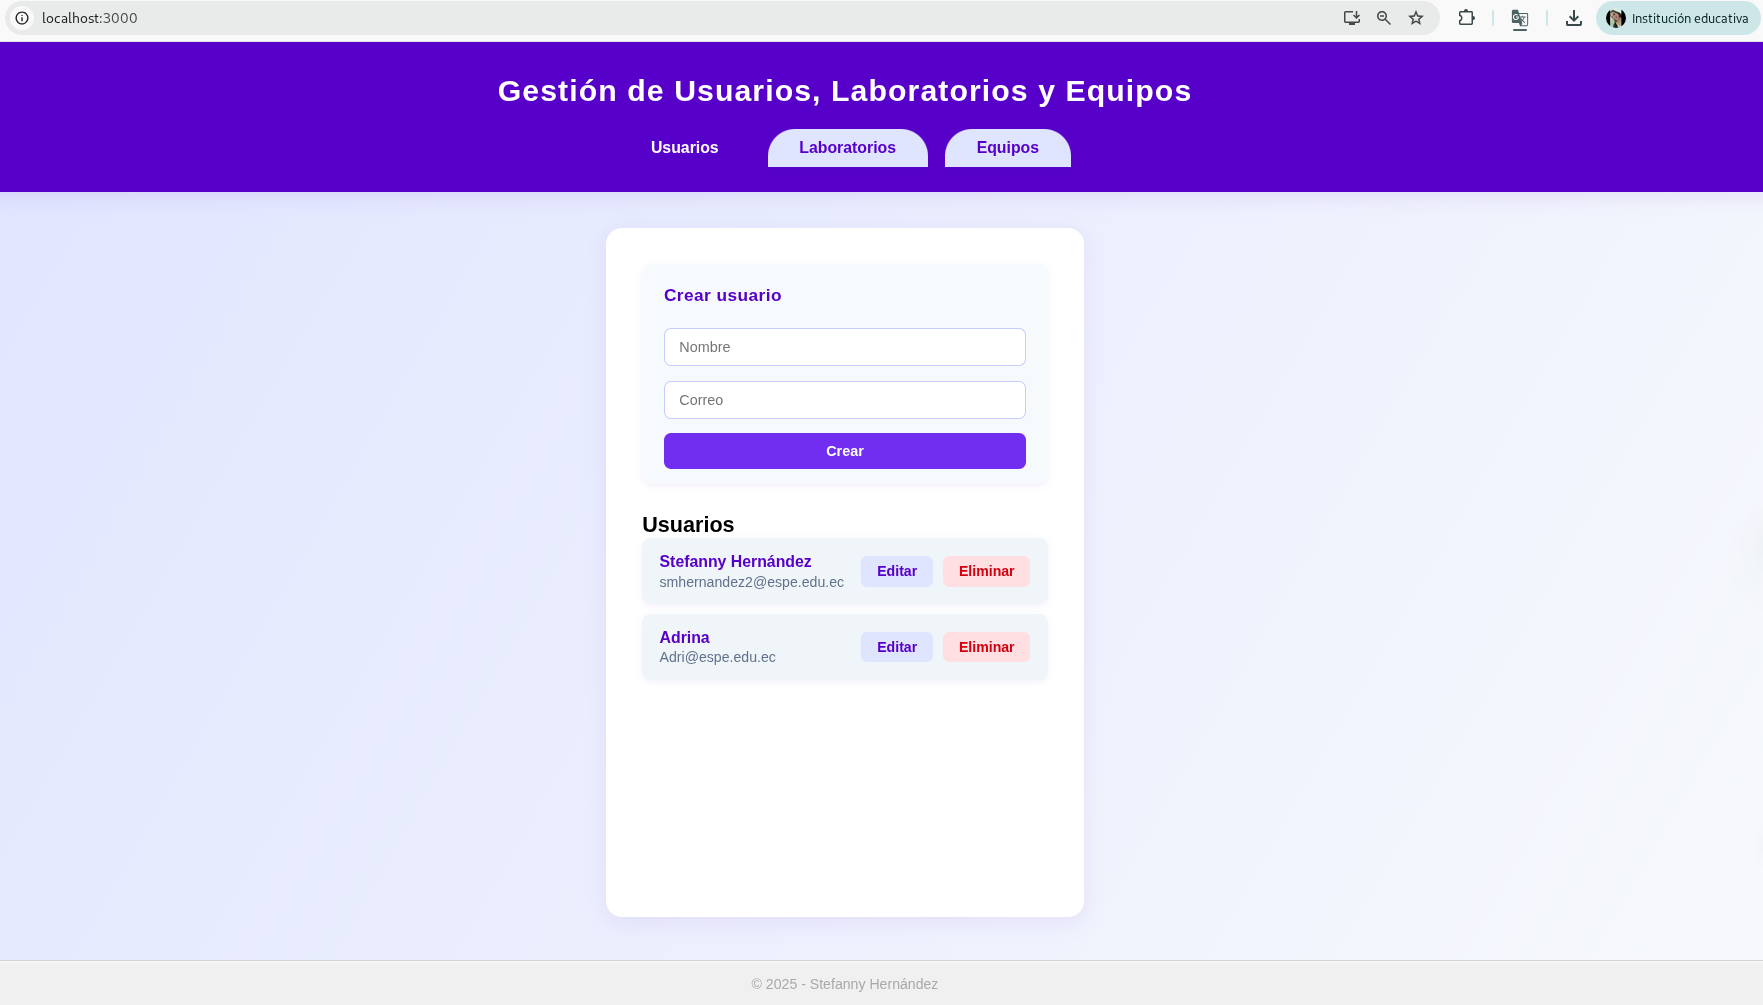 localhost:3000
Institución educativa
Gestión de Usuarios, Laboratorios y Equipos
Usuarios
Laboratorios
Equipos
Crear usuario
Nombre
Correo
Crear
Usuarios
Stefanny Hernández
smhernandez2@espe.edu.ec
Editar
Eliminar
Adrina
Adri@espe.edu.ec
Editar
Eliminar
© 2025 - Stefanny Hernández